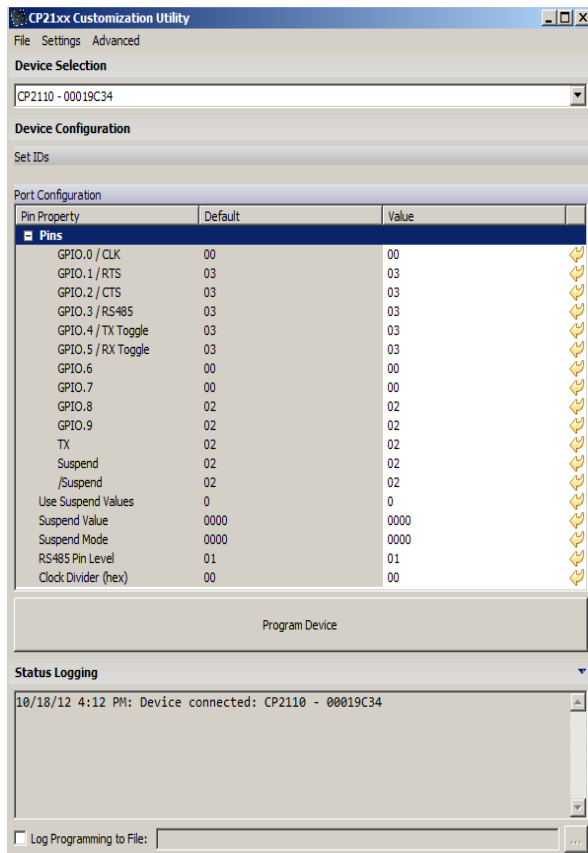 CP21xx Customization Utility
File Settings Advanced
Device Selection
CP2110 - 00019C34
Device Configuration
Set IDs
Port Configuration
Pin Property Default Value
Pins
GPIO.0 / CLK 00 00
GPIO.1 / RTS 03 03
GPIO.2 / CTS 03 03
GPIO.3 / RS485 03 03
GPIO.4 / TX Toggle 03 03
GPIO.5 / RX Toggle 03 03
GPIO.6 00 00
GPIO.7 00 00
GPIO.8 02 02
GPIO.9 02 02
TX 02 02
Suspend 02 02
/Suspend 02 02
Use Suspend Values 0 0
Suspend Value 0000 0000
Suspend Mode 0000 0000
RS485 Pin Level 01 01
Clock Divider (hex) 00 00
Program Device
Status Logging
10/18/12 4:12 PM: Device connected: CP2110 - 00019C34
Log Programming to File: ...